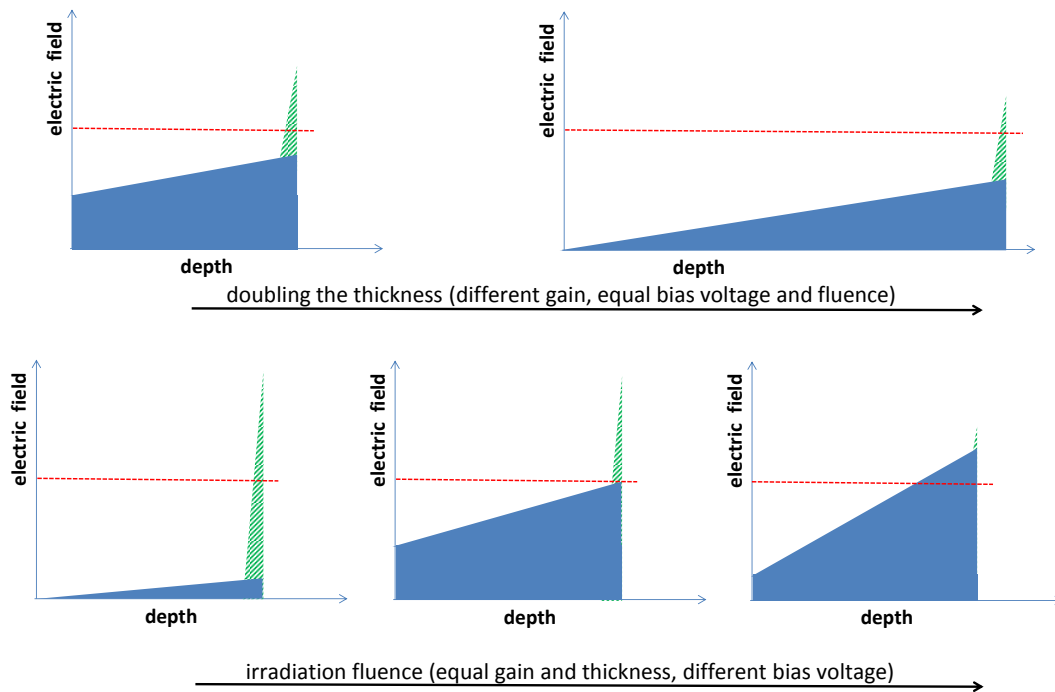 electric field
electric field
depth
depth
doubling the thickness (different gain, equal bias voltage and fluence)
electric field
electric field
electric field
depth
depth
depth
irradiation fluence (equal gain and thickness, different bias voltage)